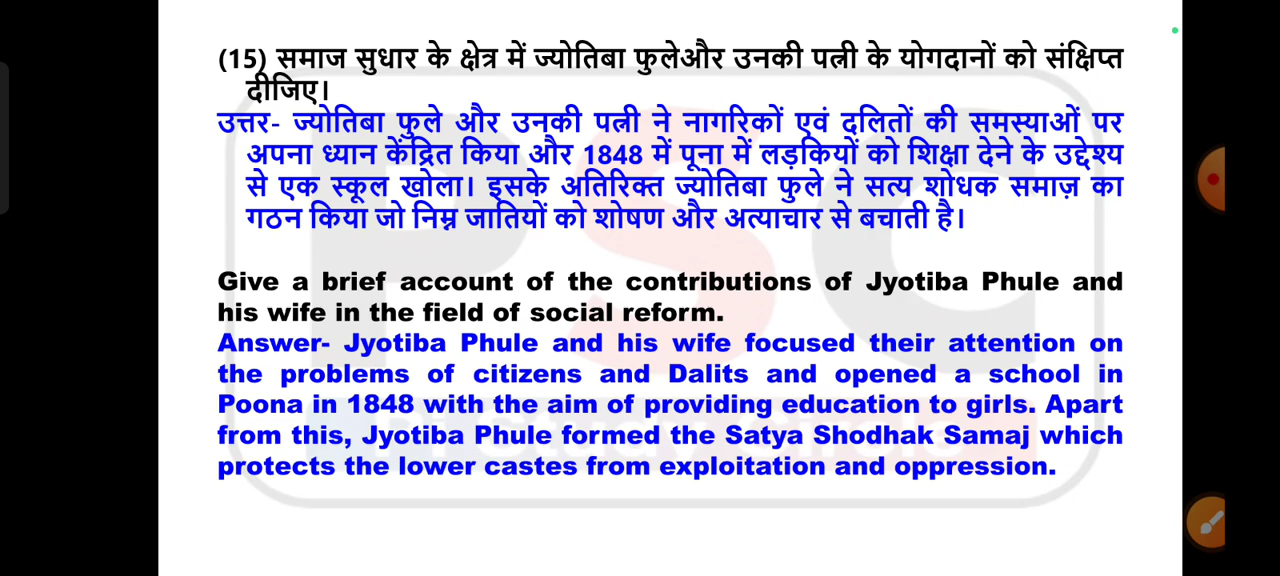 (15) समाज सुधार के क्षेत्र में ज्योतिबा फुलेऔर उनकी पत्नी के योगदानों को संक्षिप्त
दीजिए।
उत्तर- ज्योतिबा फुले और उनकी पत्नी ने नागरिकों एवं दलितों की समस्याओं पर
अपना ध्यान केंद्रित किया और 1848 में पूना में लड़कियों को शिक्षा देने के उद्देश्य
से एक स्कूल खोला। इसके अतिरिक्त ज्योतिबा फुले ने सत्य शोधक समाज़ का
गठन किया जो निम्न जातियों को शोषण और अत्याचार से बचाती है।
Give a brief account of the contributions of Jyotiba Phule and
his wife in the field of social reform.
Answer- Jyotiba Phule and his wife focused their attention on
the problems of citizens and Dalits and opened a school in
Poona in 1848 with the aim of providing education to girls. Apart
from this, Jyotiba Phule formed the Satya Shodhak Samaj which
protects the lower castes from exploitation and oppression.
PSC